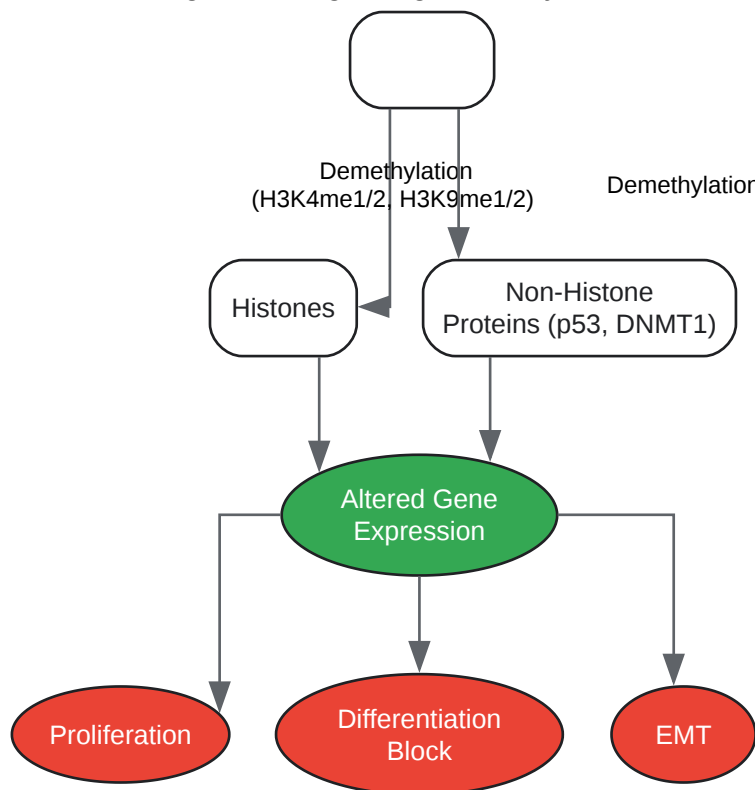 Demethylation
(H3K4me1/2, H3K9me1/2)
Demethylation
Histones
Non-Histone
Proteins (p53, DNMT1)
Altered Gene
Expression
Proliferation
Differentiation
Block
EMT